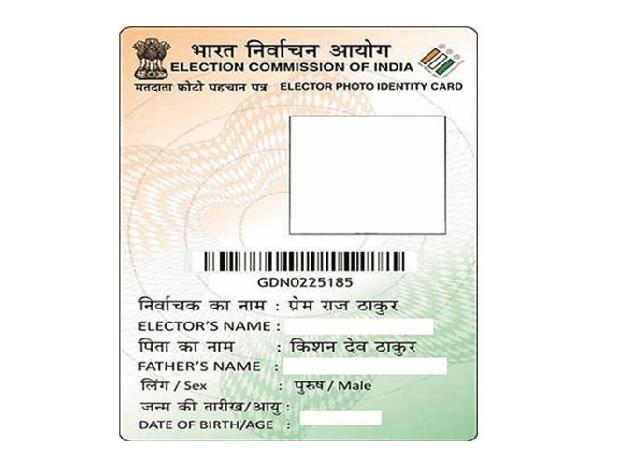 भारत निर्वाचन आयोग
ELECTION COMMISSION OF INDIA
मतदाता फोटो पहचान पत्र ELECTOR PHOTO IDENTITY CARD
GDN0225185
निर्वाचक का नाम : प्रेम राज ठाकुर
ELECTOR'S NAME :
पिता का नाम : किशन देव ठाकुर
FATHER'S NAME :
लिंग / Sex : पुरुष / Male
जन्म की तारीख/आयु :
DATE OF BIRTH/AGE :